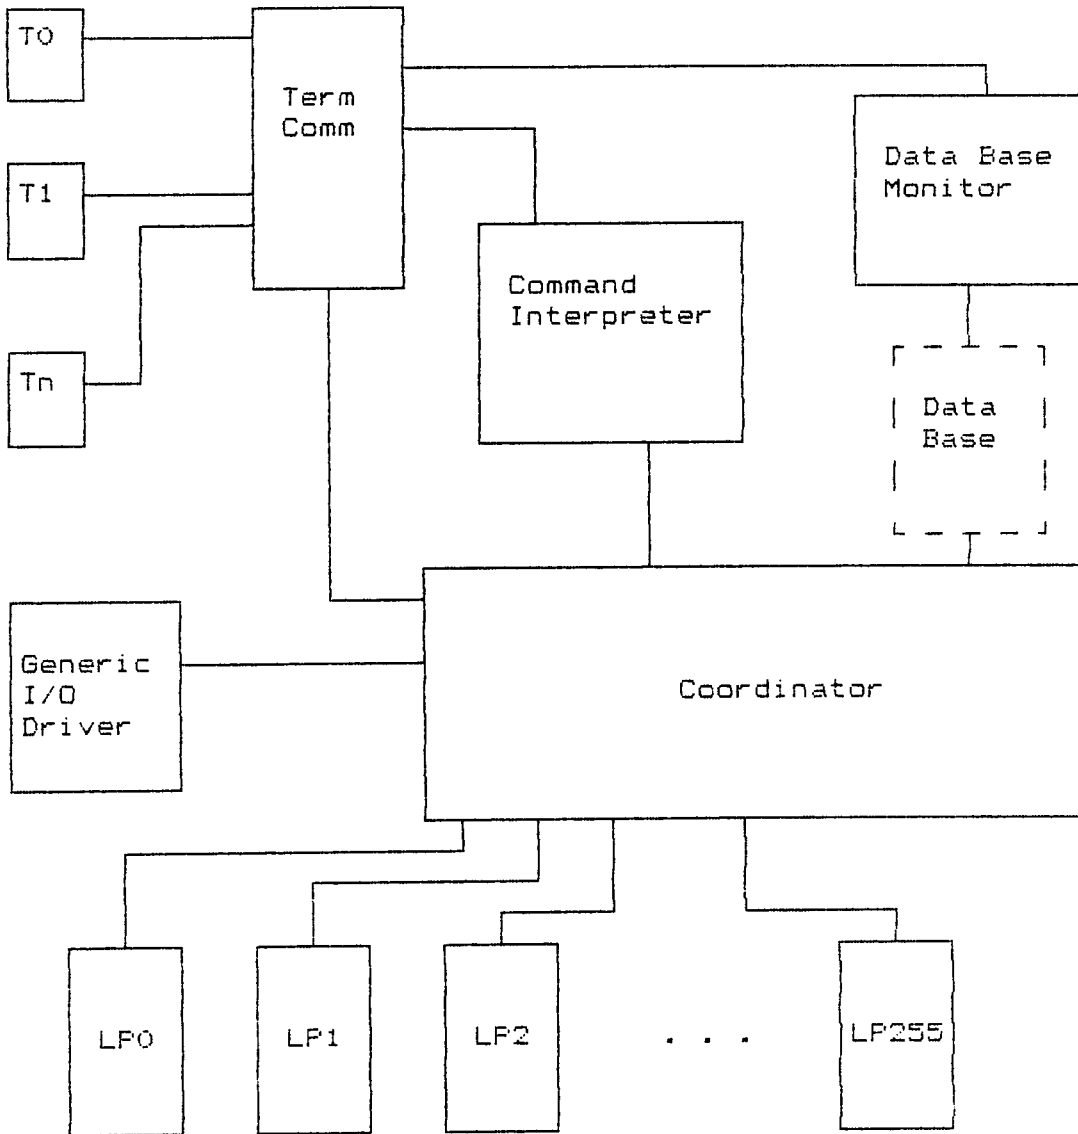 T0
Term
Comm
Data Base
Monitor
T1
Command
Interpreter
Tn
Data
Base
Generic
I/O
Driver
Coordinator
LP0
LP1
LP2
. . .
LP255